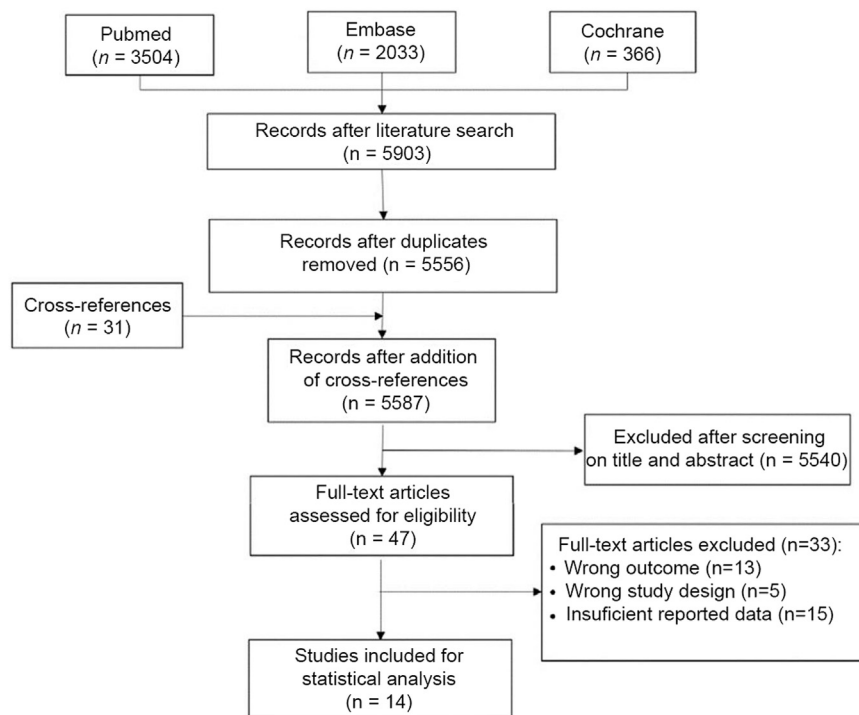 Pubmed
(n = 3504)
Embase
(n = 2033)
Cochrane
(n = 366)
Records after literature search
(n = 5903)
Records after duplicates
removed (n = 5556)
Cross-references
(n = 31)
Records after addition
of cross-references
(n = 5587)
Excluded after screening
on title and abstract (n = 5540)
Full-text articles
assessed for eligibility
(n = 47)
Full-text articles excluded (n=33):
• Wrong outcome (n=13)
• Wrong study design (n=5)
• Insuficient reported data (n=15)
Studies included for
statistical analysis
(n = 14)